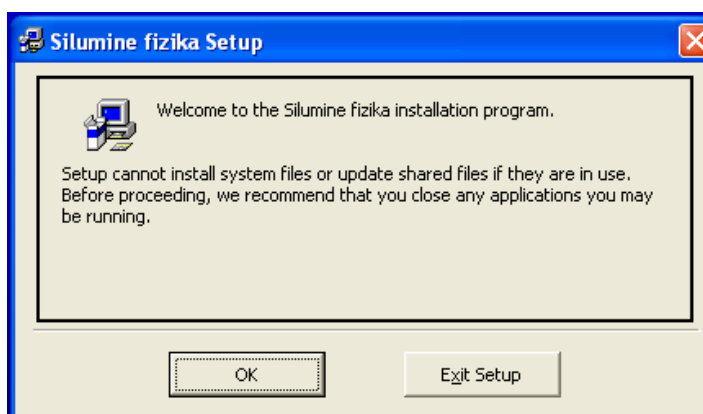 Silumine fizika Setup
Welcome to the Silumine fizika installation program.
Setup cannot install system files or update shared files if they are in use.
Before proceeding, we recommend that you close any applications you may
be running.
OK
Exit Setup